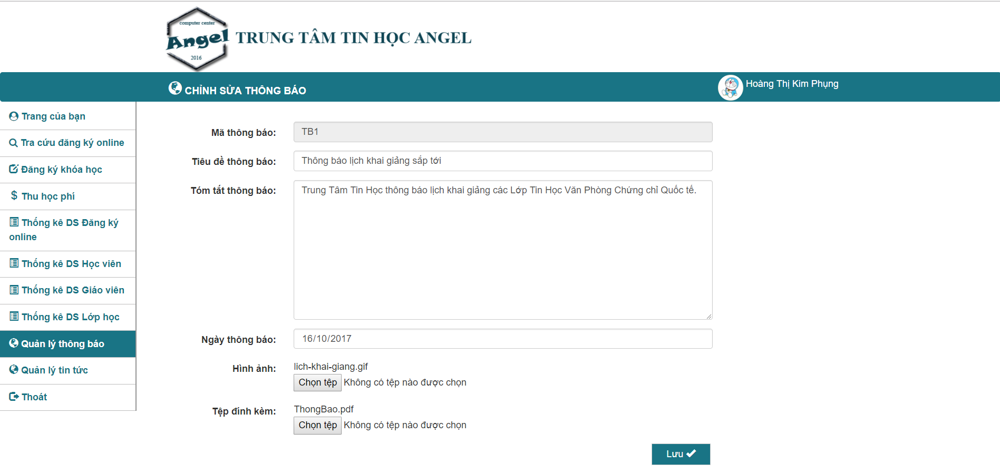 computer center
Angel
2016
TRUNG TÂM TIN HỌC ANGEL
CHỈNH SỬA THÔNG BÁO
Hoàng Thị Kim Phụng
Trang của bạn
Tra cứu đăng ký online
Đăng ký khóa học
$ Thu học phí
Thống kê DS Đăng ký
online
Thống kê DS Học viên
Thống kê DS Giáo viên
Thống kê DS Lớp học
Quản lý thông báo
Quản lý tin tức
Thoát
Mã thông báo: TB1
Tiêu đề thông báo: Thông báo lịch khai giảng sắp tới
Tóm tắt thông báo: Trung Tâm Tin Học thông báo lịch khai giảng các Lớp Tin Học Văn Phòng Chứng chỉ Quốc tế.
Ngày thông báo: 16/10/2017
Hình ảnh: lich-khai-giang.gif
Chọn tệp Không có tệp nào được chọn
Tệp đính kèm: ThongBao.pdf
Chọn tệp Không có tệp nào được chọn
Lưu